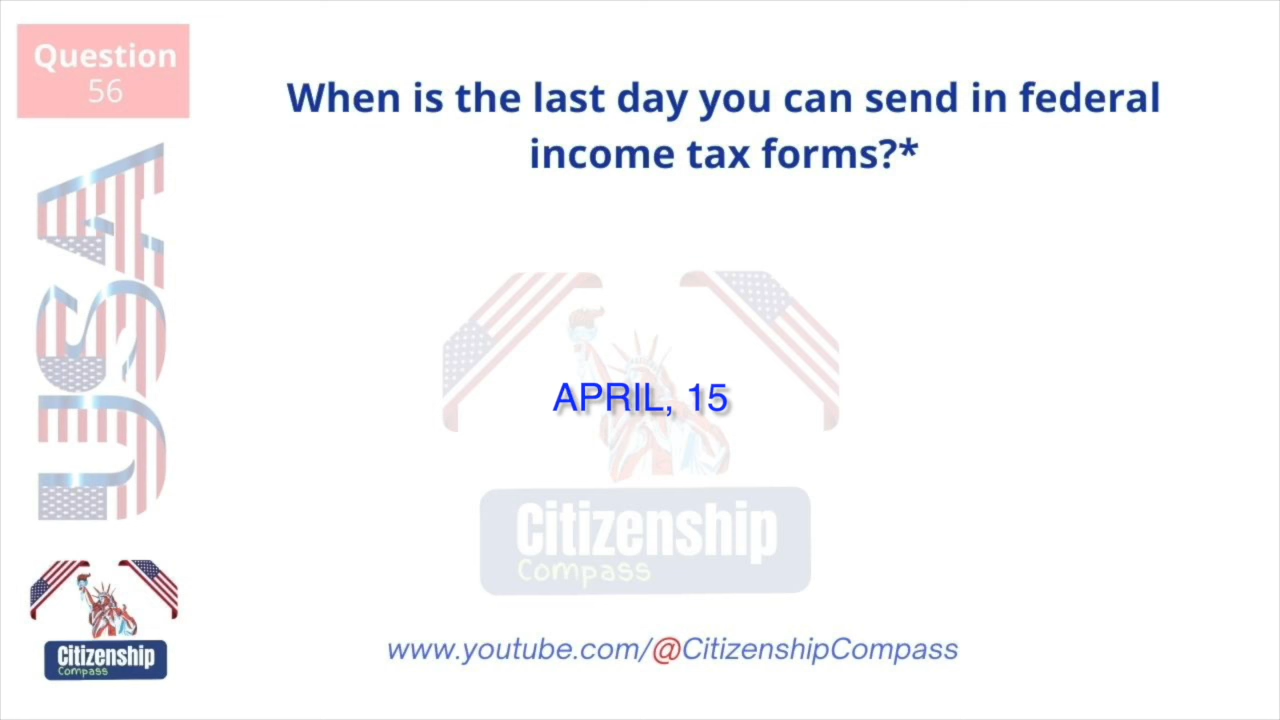 Question
56
When is the last day you can send in federal
income tax forms?*
USA
APRIL, 15
Citizenship
Compass
Citizenship
Compass
www.youtube.com/@CitizenshipCompass